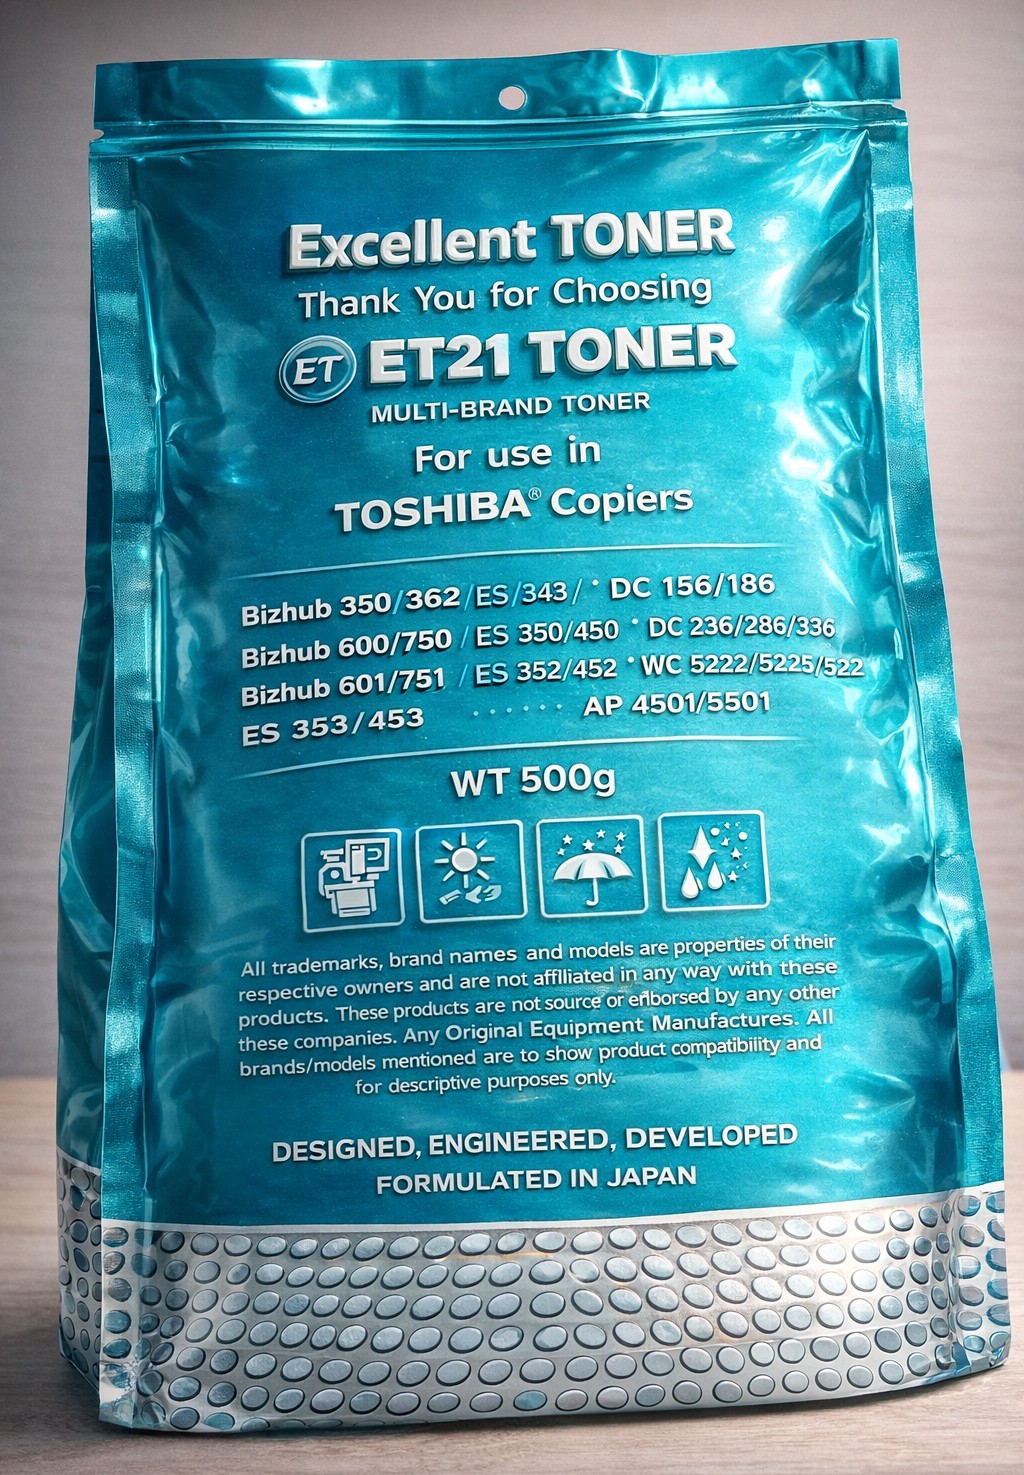 Excellent TONER
Thank You for Choosing
ET ET21 TONER
MULTI-BRAND TONER
For use in
TOSHIBA® Copiers
Bizhub 350/362/ES/343/ • DC 156/186
Bizhub 600/750 / ES 350/450 • DC 236/286/336
Bizhub 601/751 / ES 352/452 • WC 5222/5225/522
ES 353/453 ...... AP 4501/5501
WT 500g
All trademarks, brand names and models are properties of their
respective owners and are not afflliated in any way with these
products. These products are not source or enborsed by any other
these companies. Any Original Equipment Manufactures. All
brands/models mentioned are to show product compatibility and
for descriptive purposes only.
DESIGNED, ENGINEERED, DEVELOPED
FORMULATED IN JAPAN